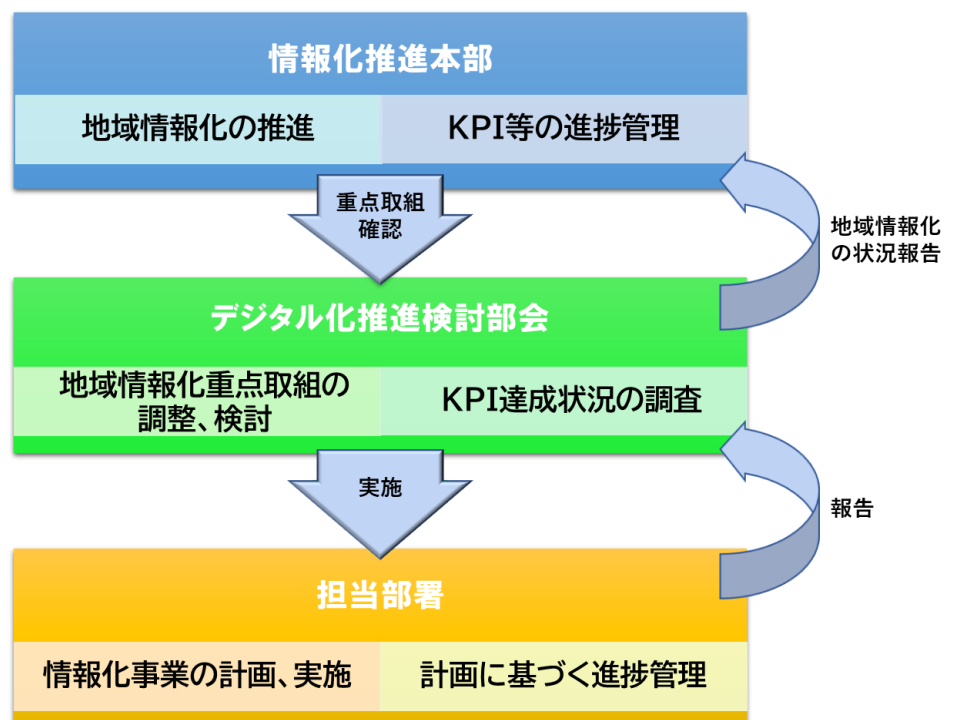 情報化推進本部
地域情報化の推進
KPI等の進捗管理
重点取組
確認
地域情報化
の状況報告
デジタル化推進検討部会
地域情報化重点取組の
調整、検討
KPI達成状況の調査
実施
報告
担当部署
情報化事業の計画、実施
計画に基づく進捗管理